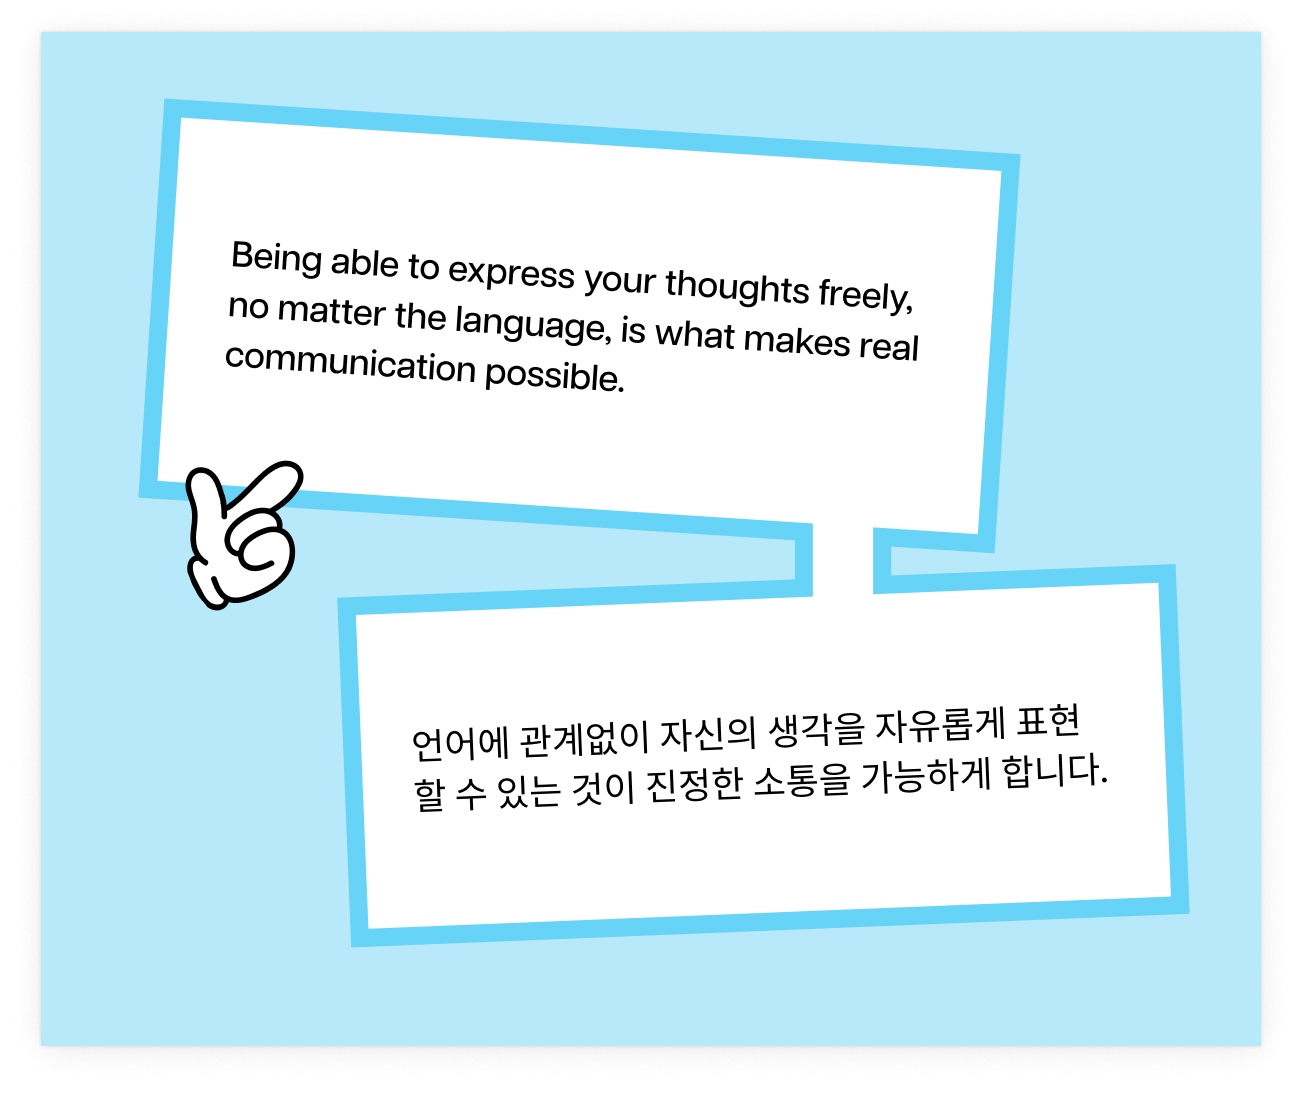 Being able to express your thoughts freely,
no matter the language, is what makes real
communication possible.
언어에 관계없이 자신의 생각을 자유롭게 표현
할 수 있는 것이 진정한 소통을 가능하게 합니다.